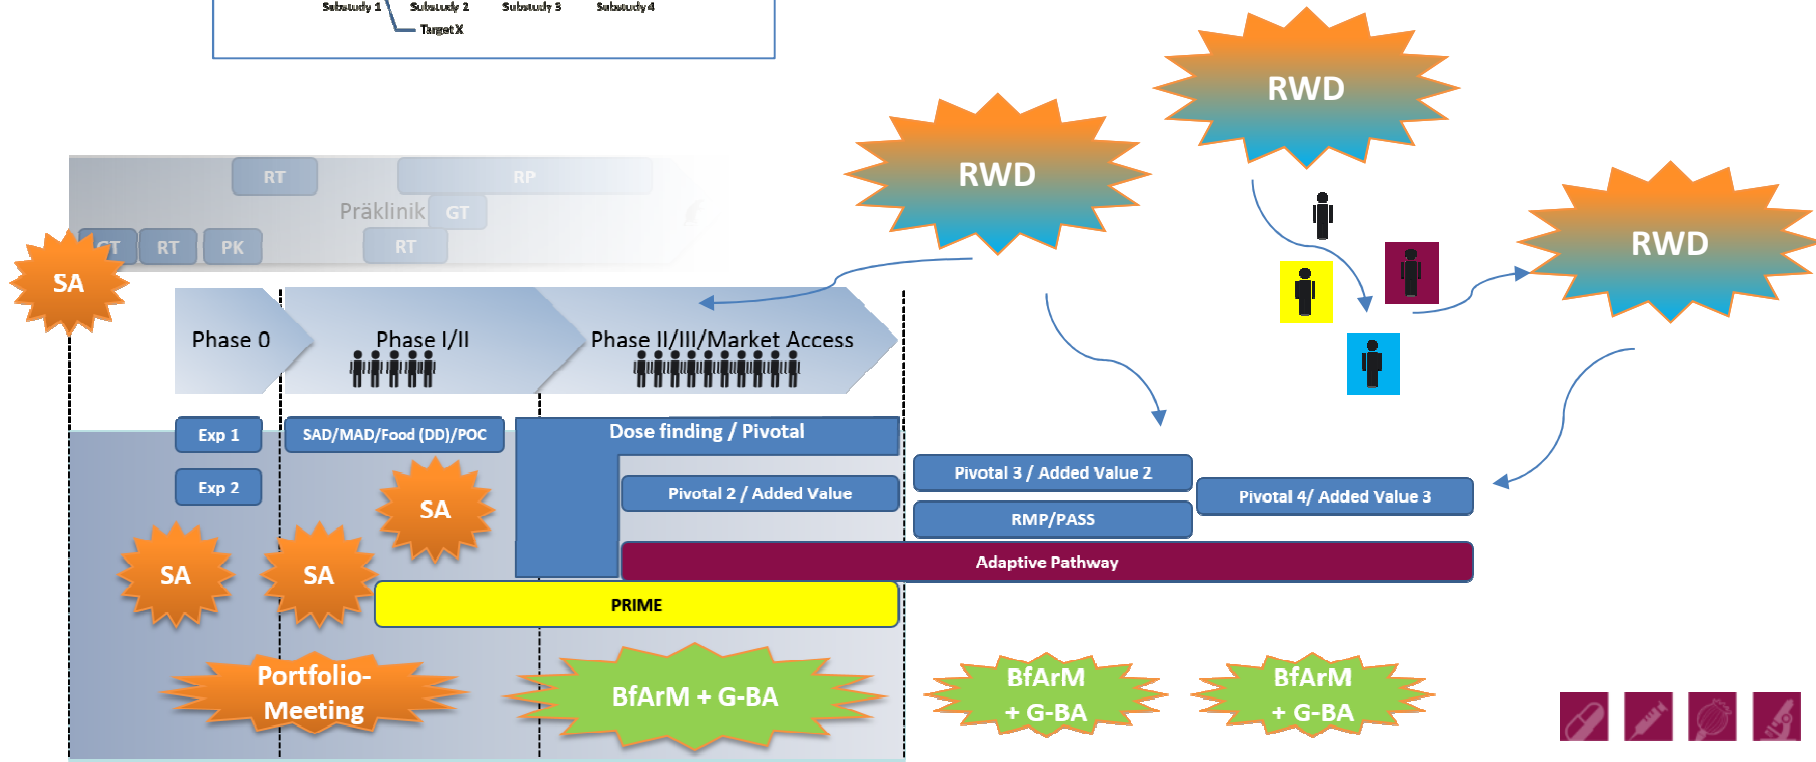 Substudy 1 Substudy 2 Substudy 3 Substudy 4
Target X
RWD
RWD
RWD
RT RP
Präklinik GT
GT RT PK RT
SA
Phase 0 Phase I/II Phase II/III/Market Access
Exp 1 SAD/MAD/Food (DD)/POC Dose finding / Pivotal
Exp 2 Pivotal 2 / Added Value
Pivotal 3 / Added Value 2
Pivotal 4/ Added Value 3
SA
RMP/PASS
SA SA
Adaptive Pathway
PRIME
Portfolio-
Meeting
BfArM + G-BA
BfArM
+ G-BA
BfArM
+ G-BA